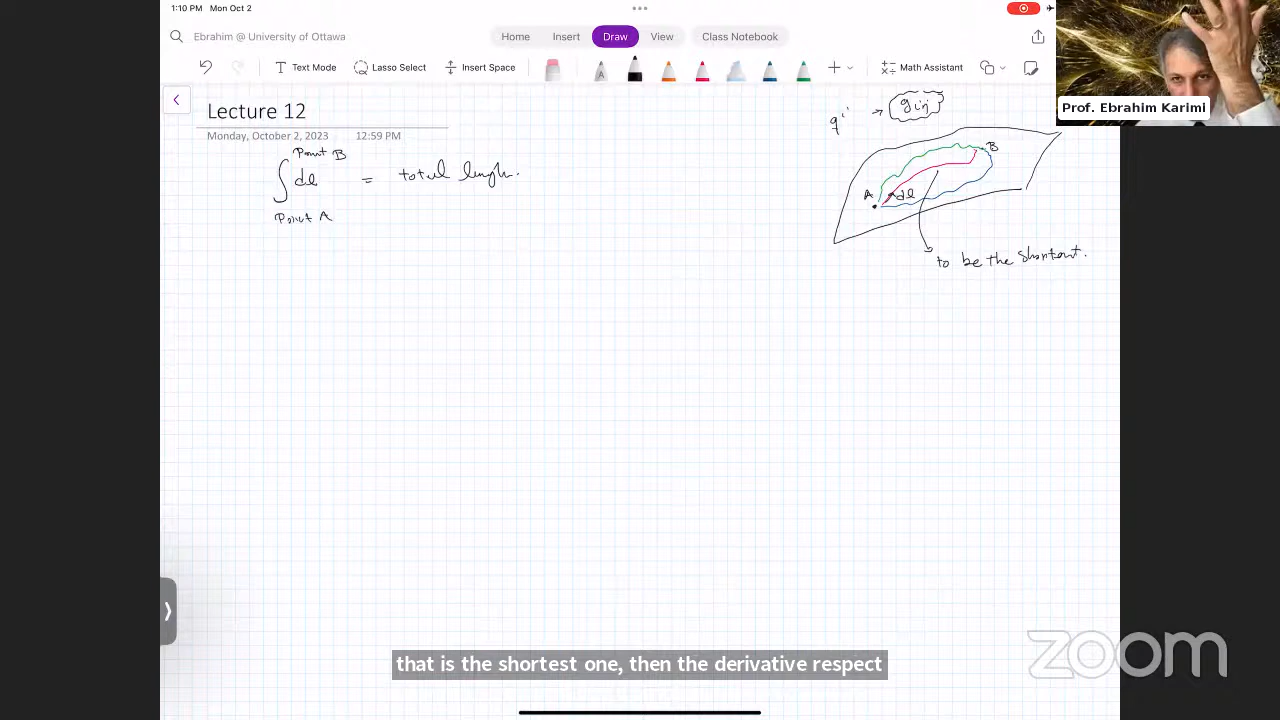 1:10 PM Mon Oct 2
Ebrahim @ University of Ottawa
Home Insert Draw View Class Notebook
Text Mode Lasso Select Insert Space Math Assistant
Prof. Ebrahim Karimi
Lecture 12
Monday, October 2, 2023 12:59 PM
q^i → g_ij
Point B
∫ dl = total length.
Point A
A dl B
to be the shortest.
that is the shortest one, then the derivative respect
zoom